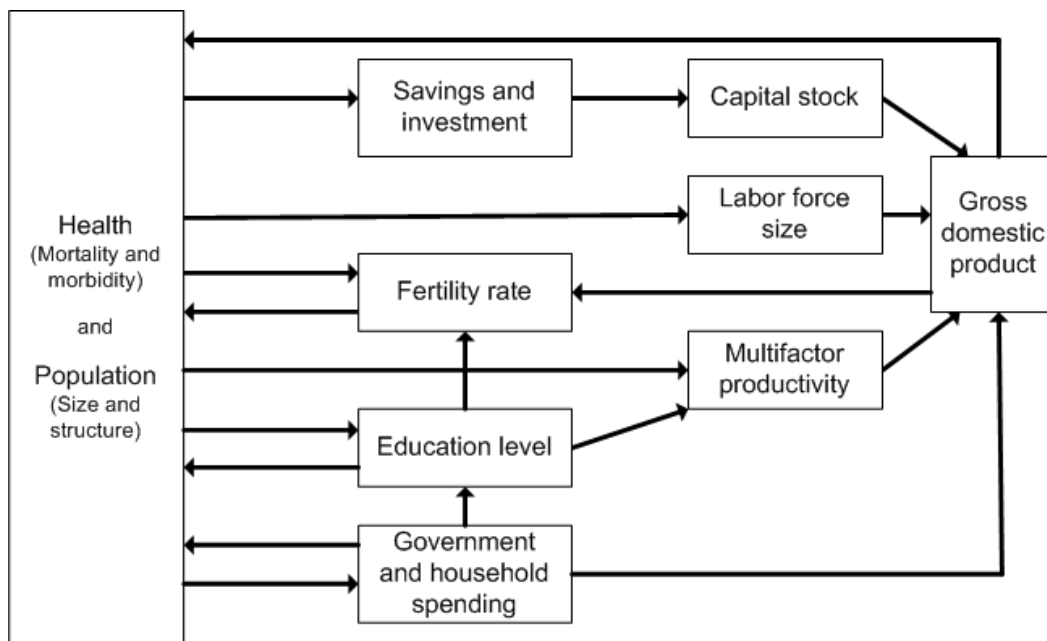 Health
(Mortality and
morbidity)
and
Population
(Size and
structure)
Savings and
investment
Capital stock
Labor force
size
Gross
domestic
product
Fertility rate
Multifactor
productivity
Education level
Government
and household
spending